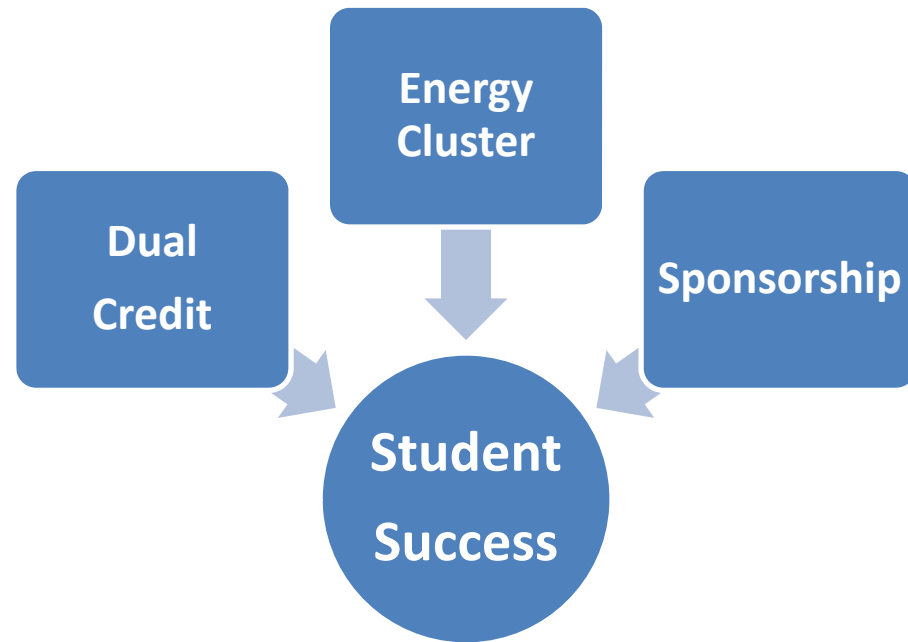 Energy
Cluster
Dual
Credit
Sponsorship
Student
Success